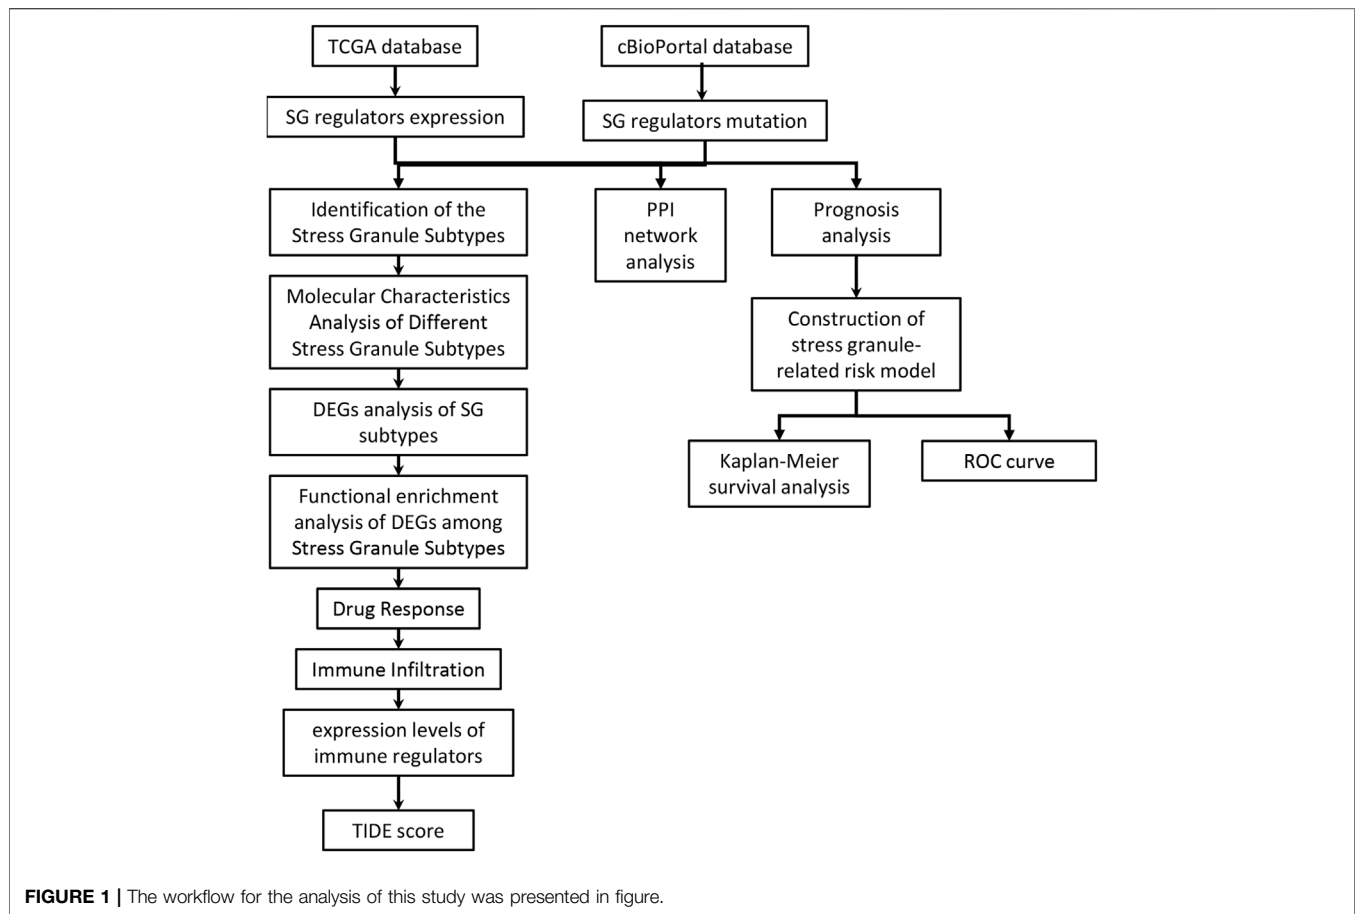 TCGA database
cBioPortal database
SG regulators expression
SG regulators mutation
Identification of the
Stress Granule Subtypes
PPI
network
analysis
Prognosis
analysis
Molecular Characteristics
Analysis of Different
Stress Granule Subtypes
Construction of
stress granule-
related risk model
DEGs analysis of SG
subtypes
Kaplan-Meier
survival analysis
ROC curve
Functional enrichment
analysis of DEGs among
Stress Granule Subtypes
Drug Response
Immune Infiltration
expression levels of
immune regulators
TIDE score
FIGURE 1 | The workflow for the analysis of this study was presented in figure.